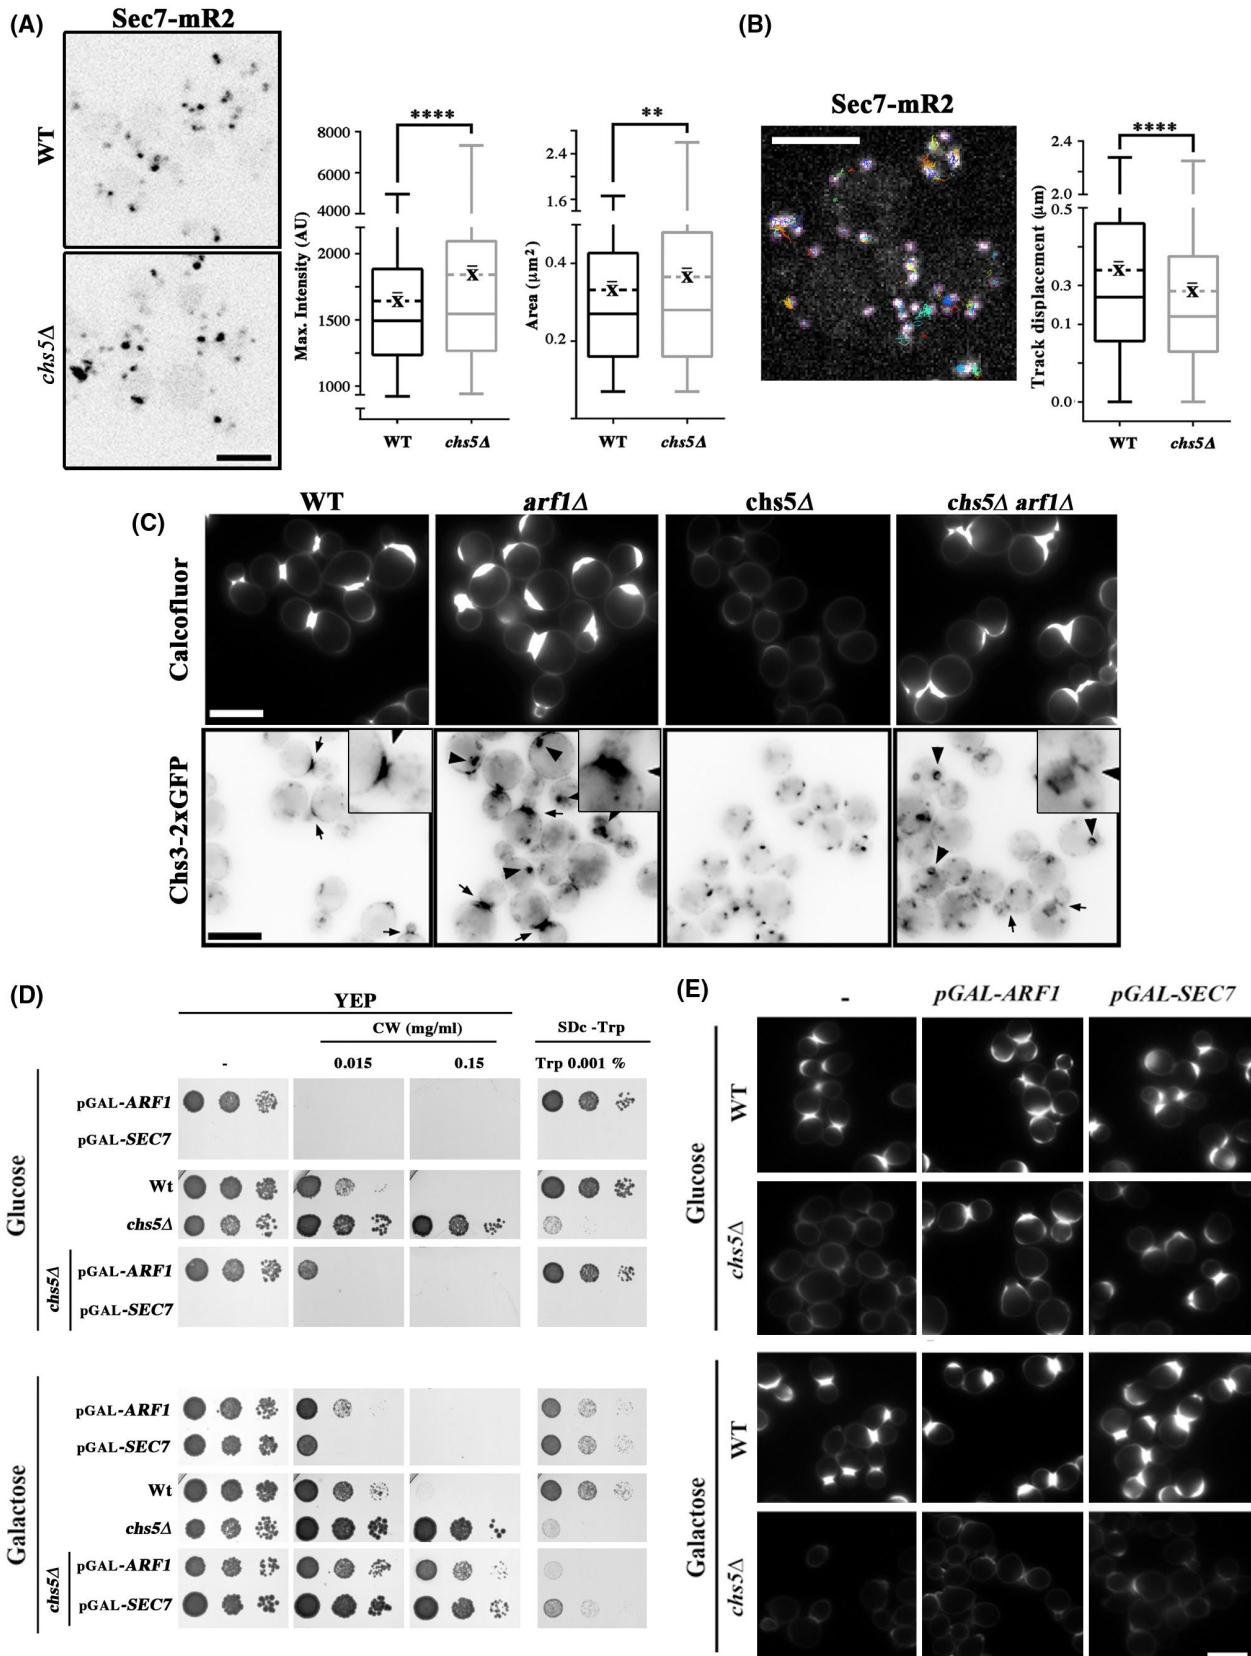 (A)
Sec7-mR2
WT
chs5Δ
Max. Intensity (AU)
8000
6000
4000
2000
1500
1000
****
x̄
x̄
WT
chs5Δ
Area (μm²)
2.4
1.6
0.4
0.2
**
x̄
x̄
WT
chs5Δ
(B)
Sec7-mR2
Track displacement (μm)
2.4
2.0
0.5
0.3
0.1
0.0
****
x̄
x̄
WT
chs5Δ
(C)
WT
arf1Δ
chs5Δ
chs5Δ arf1Δ
Calcofluor
Chs3-2xGFP
(D)
YEP
CW (mg/ml)
SDc -Trp
-
0.015
0.15
Trp 0.001 %
Glucose
pGAL-ARF1
pGAL-SEC7
Wt
chs5Δ
chs5Δ
pGAL-ARF1
pGAL-SEC7
Galactose
pGAL-ARF1
pGAL-SEC7
Wt
chs5Δ
chs5Δ
pGAL-ARF1
pGAL-SEC7
(E)
-
pGAL-ARF1
pGAL-SEC7
Glucose
WT
chs5Δ
Galactose
WT
chs5Δ